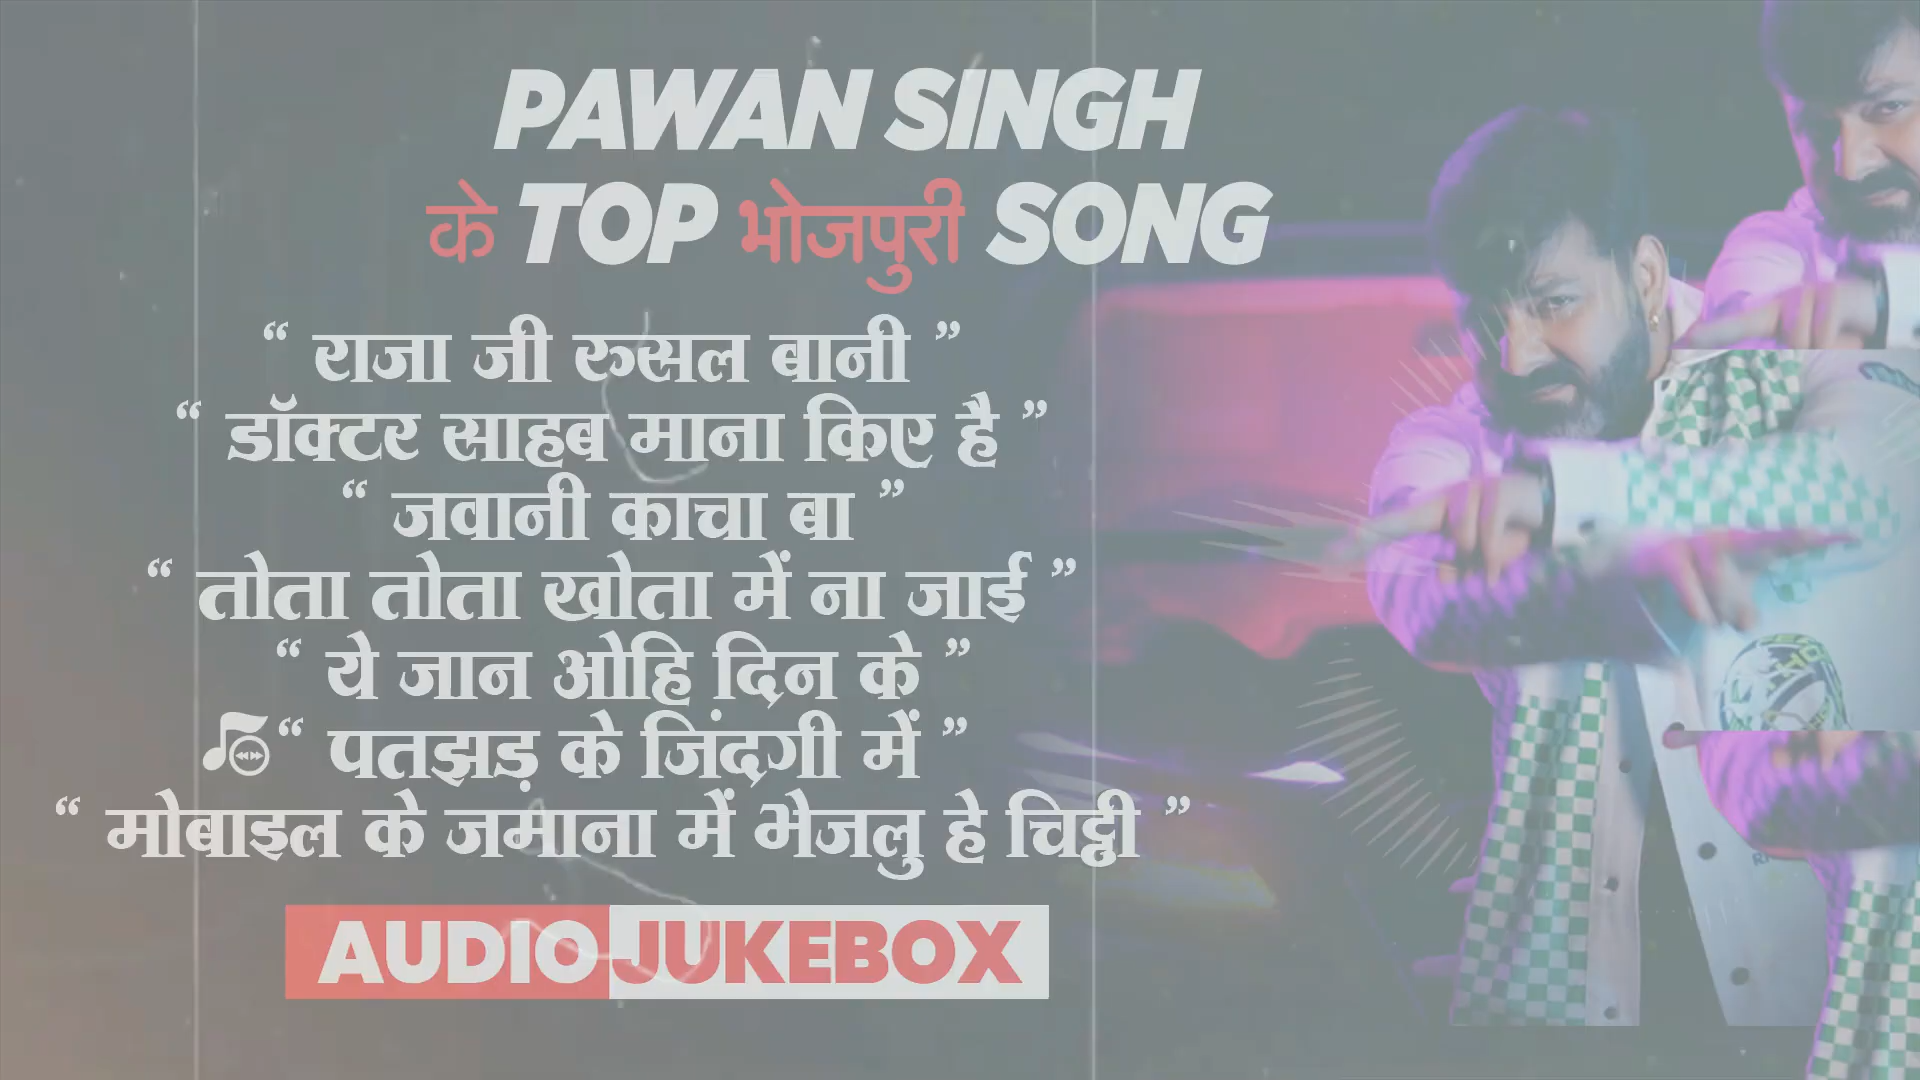 PAWAN SINGH
के TOP भोजपुरी SONG
“ राजा जी रुसल बानी ”
“ डॉक्टर साहब माना किए है ”
“ जवानी काचा बा ”
“ तोता तोता खोता में ना जाई ”
“ ये जान ओहि दिन के ”
“ पतझड़ के जिंदगी में ”
“ मोबाइल के जमाना में भेजलु हे चिट्ठी ”
AUDIO JUKEBOX